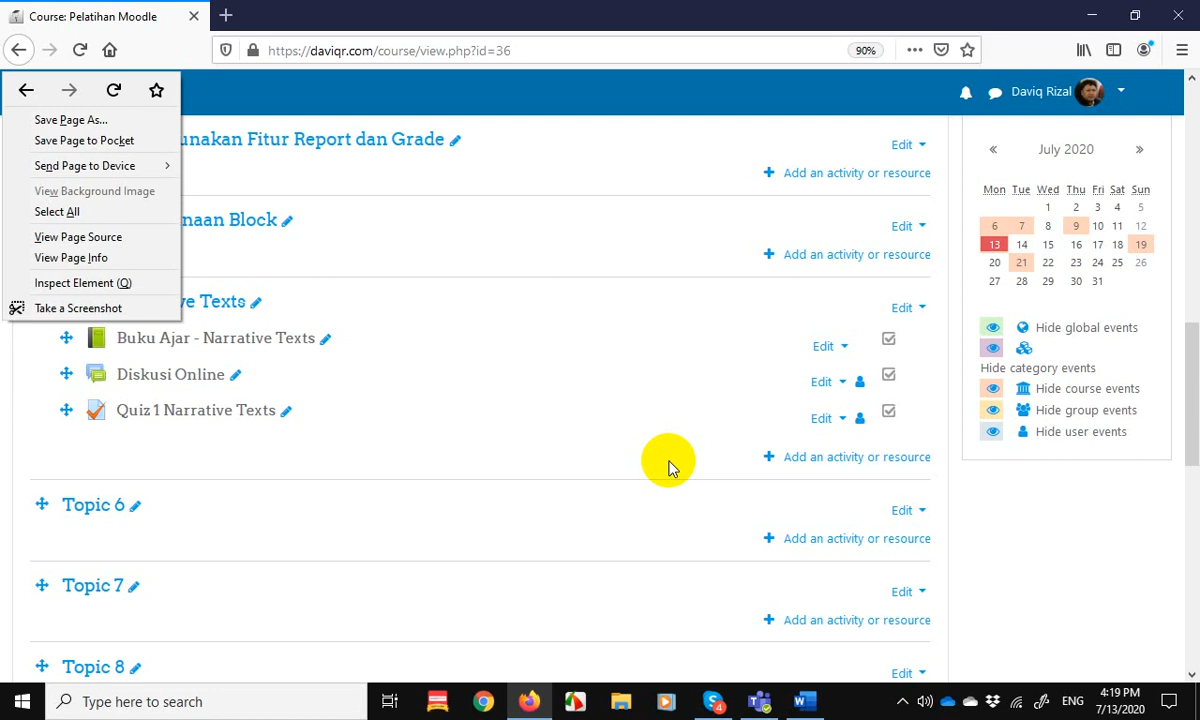 Course: Pelatihan Moodle
https://daviqr.com/course/view.php?id=36
90%
Save Page As...
Save Page to Pocket
Send Page to Device
View Background Image
Select All
View Page Source
View Page Info
Inspect Element (Q)
Take a Screenshot
Daviq Rizal
unakan Fitur Report dan Grade
Edit
Add an activity or resource
naan Block
Edit
Add an activity or resource
ve Texts
Edit
Buku Ajar - Narrative Texts
Edit
Diskusi Online
Edit
Quiz 1 Narrative Texts
Edit
Add an activity or resource
Topic 6
Edit
Add an activity or resource
Topic 7
Edit
Add an activity or resource
Topic 8
Edit
« July 2020 »
Mon Tue Wed Thu Fri Sat Sun
1 2 3 4 5
6 7 8 9 10 11 12
13 14 15 16 17 18 19
20 21 22 23 24 25 26
27 28 29 30 31
Hide global events
Hide category events
Hide course events
Hide group events
Hide user events
Type here to search
4
ENG
4:19 PM
7/13/2020